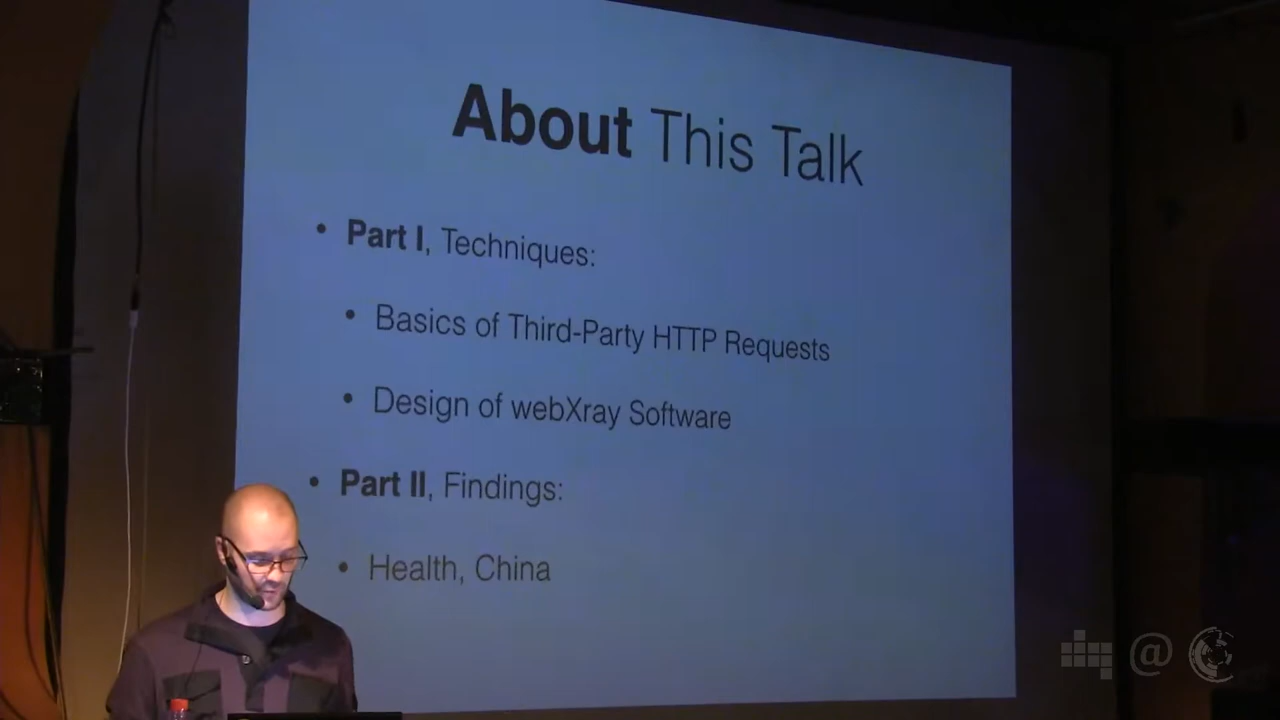 About This Talk
• Part I, Techniques:
• Basics of Third-Party HTTP Requests
• Design of webXray Software
• Part II, Findings:
• Health, China
@